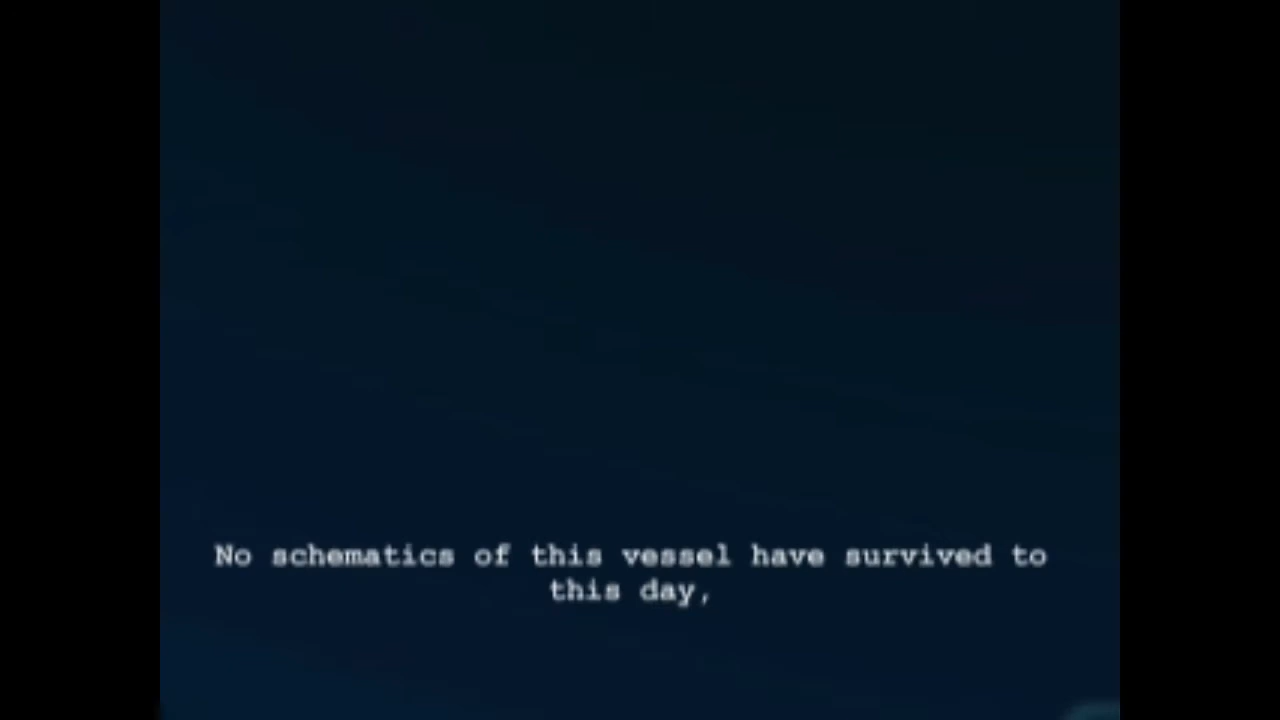 No schematics of this vessel have survived to
this day,